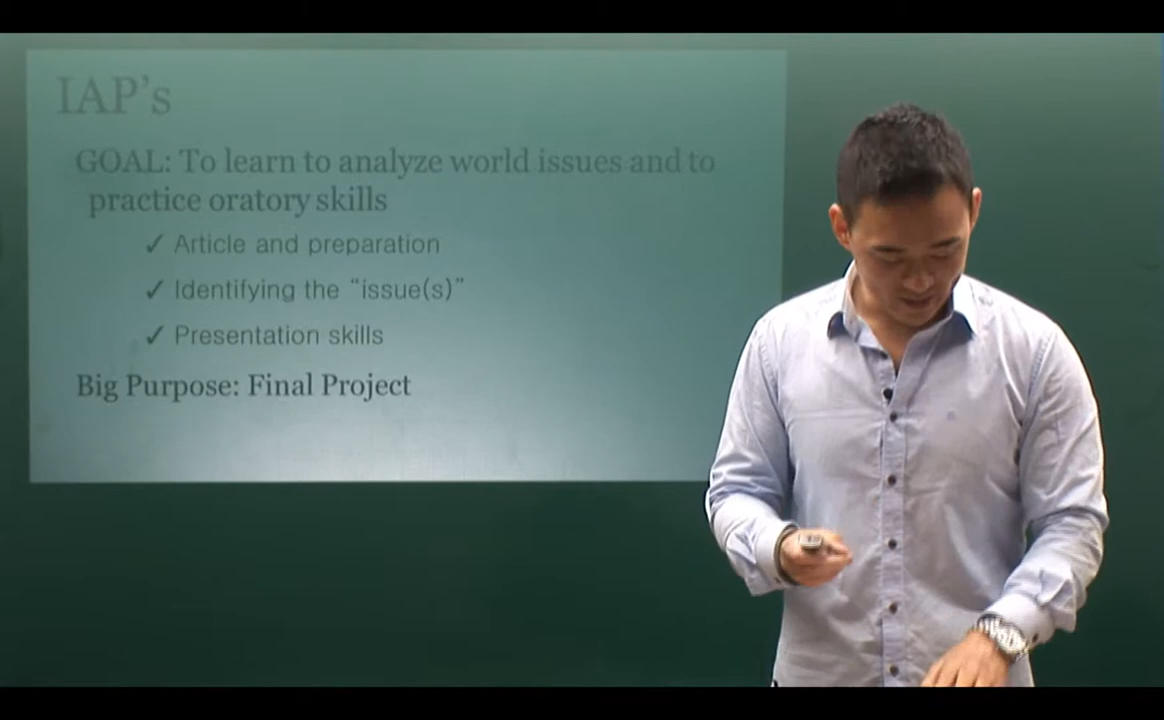 IAP's
GOAL: To learn to analyze world issues and to
practice oratory skills
✓ Article and preparation
✓ Identifying the “issue(s)”
✓ Presentation skills
Big Purpose: Final Project